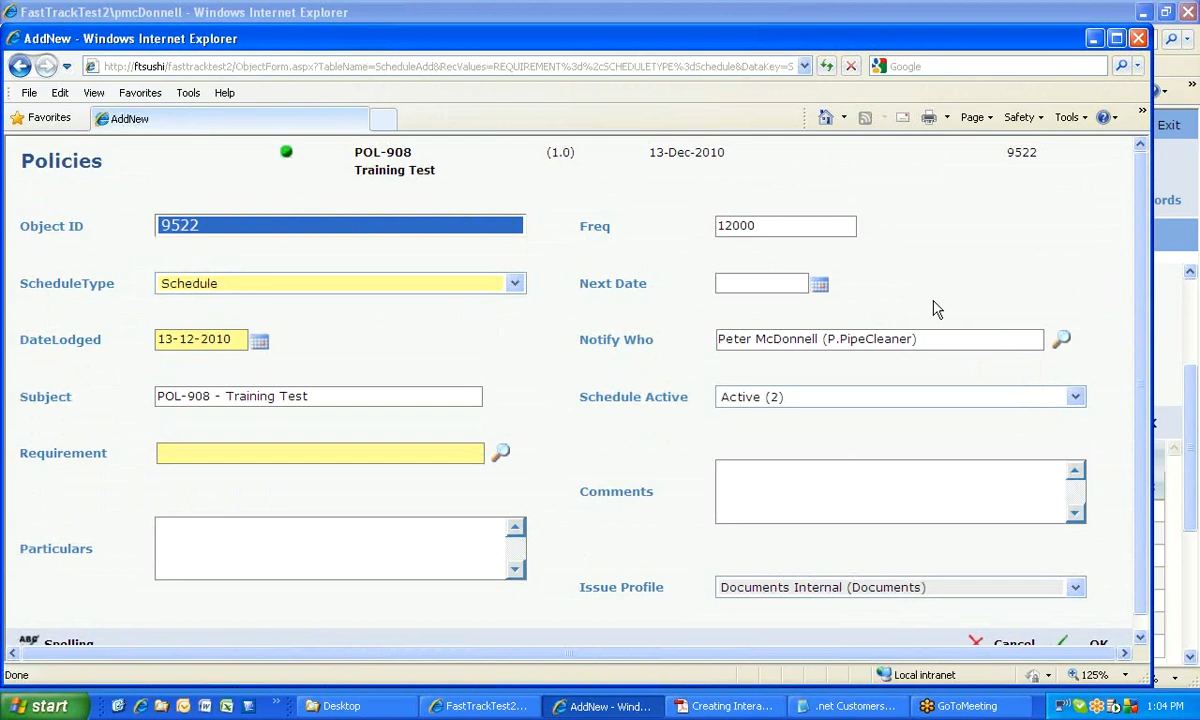 FastTrackTest2\pmcDonnell - Windows Internet Explorer
AddNew - Windows Internet Explorer
http://ftsushi/fasttracktest2/ObjectForm.aspx?TableName=ScheduleAdd&RecValues=REQUIREMENT%3d%2cSCHEDULETYPE%3dSchedule&DataKey=S
Google
File Edit View Favorites Tools Help
Favorites AddNew Page Safety Tools
Exit
Policies POL-908 (1.0) 13-Dec-2010 9522
Training Test
ords
Object ID 9522 Freq 12000
ScheduleType Schedule Next Date
DateLodged 13-12-2010 Notify Who Peter McDonnell (P.PipeCleaner)
Subject POL-908 - Training Test Schedule Active Active (2)
Requirement
Comments
Particulars
Issue Profile Documents Internal (Documents)
ABC Spelling Cancel OK
Done Local intranet 125%
start Desktop FastTrackTest2... AddNew - Wind... Creating Intera... .net Customers... GoToMeeting 1:04 PM